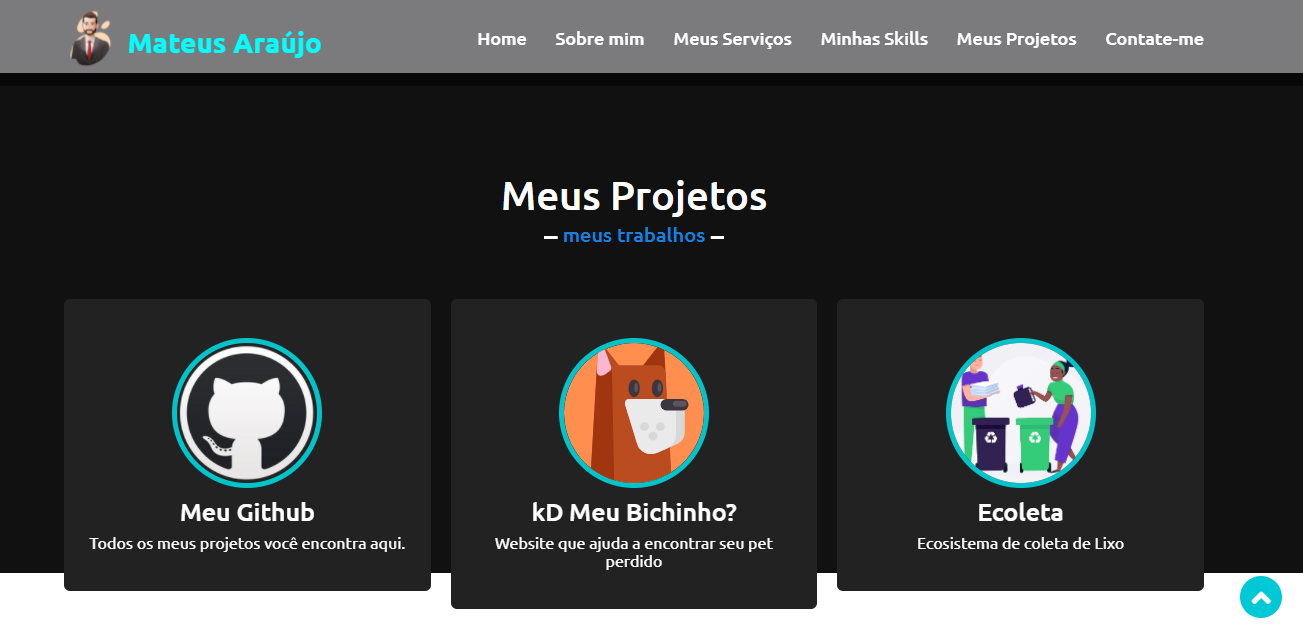 Mateus Araújo
Home
Sobre mim
Meus Serviços
Minhas Skills
Meus Projetos
Contate-me
Meus Projetos
— meus trabalhos —
Meu Github
Todos os meus projetos você encontra aqui.
kD Meu Bichinho?
Website que ajuda a encontrar seu pet
perdido
Ecoleta
Ecosistema de coleta de Lixo